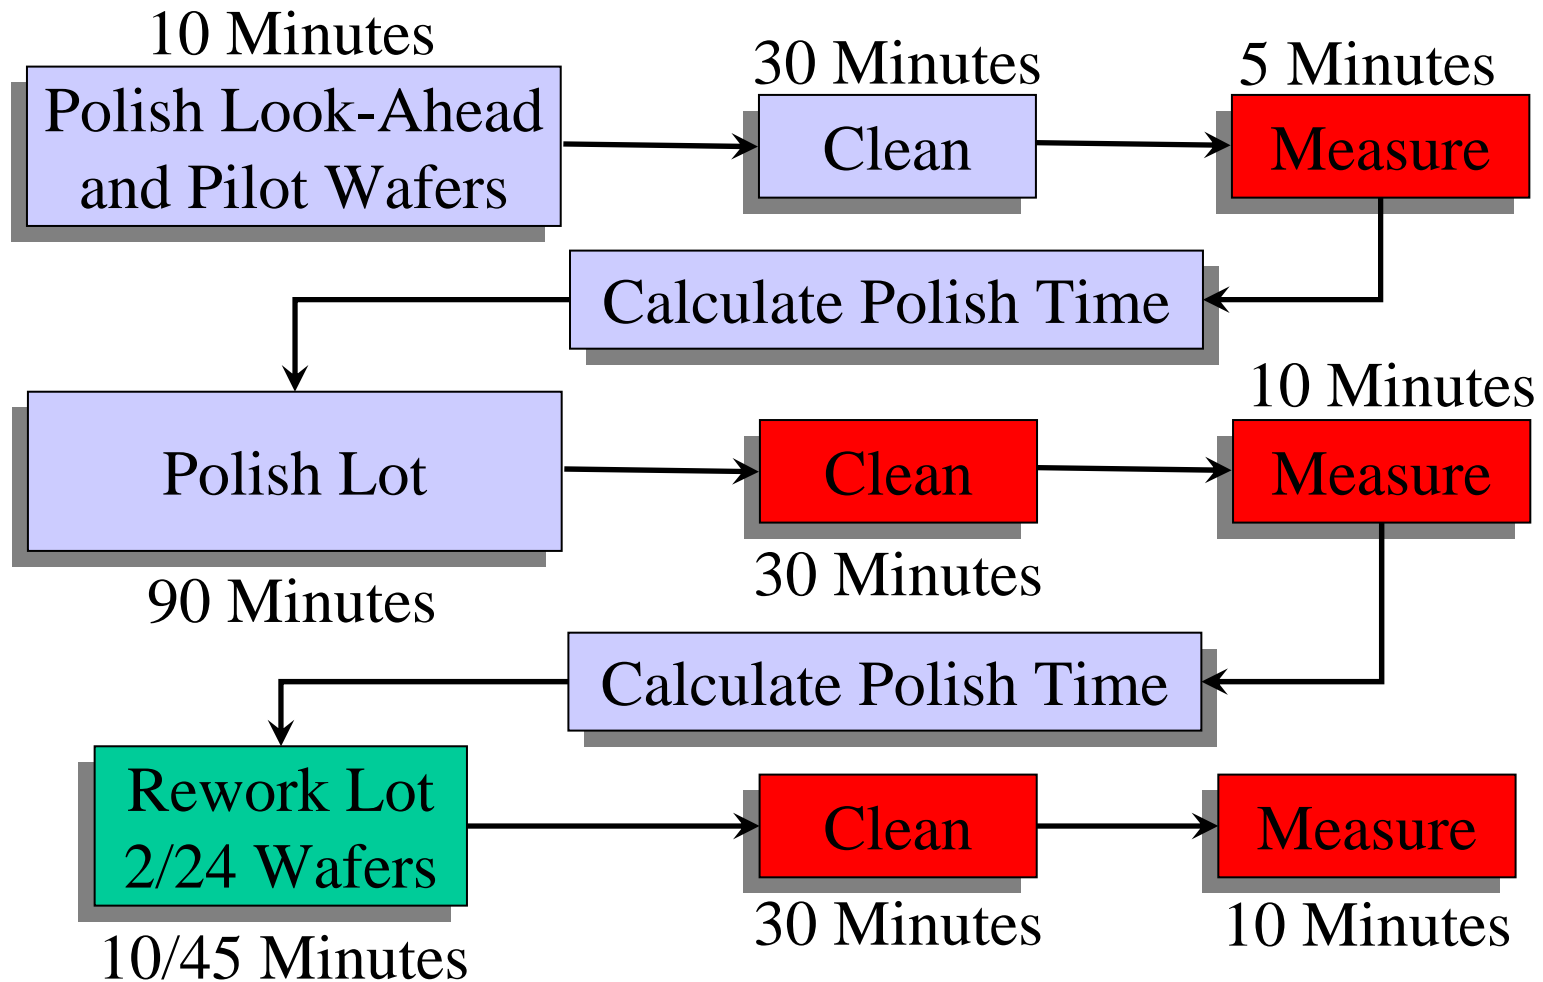 10 Minutes
Polish Look-Ahead
and Pilot Wafers
30 Minutes
Clean
5 Minutes
Measure
Calculate Polish Time
Polish Lot
90 Minutes
Clean
30 Minutes
10 Minutes
Measure
Calculate Polish Time
Rework Lot
2/24 Wafers
10/45 Minutes
Clean
30 Minutes
Measure
10 Minutes